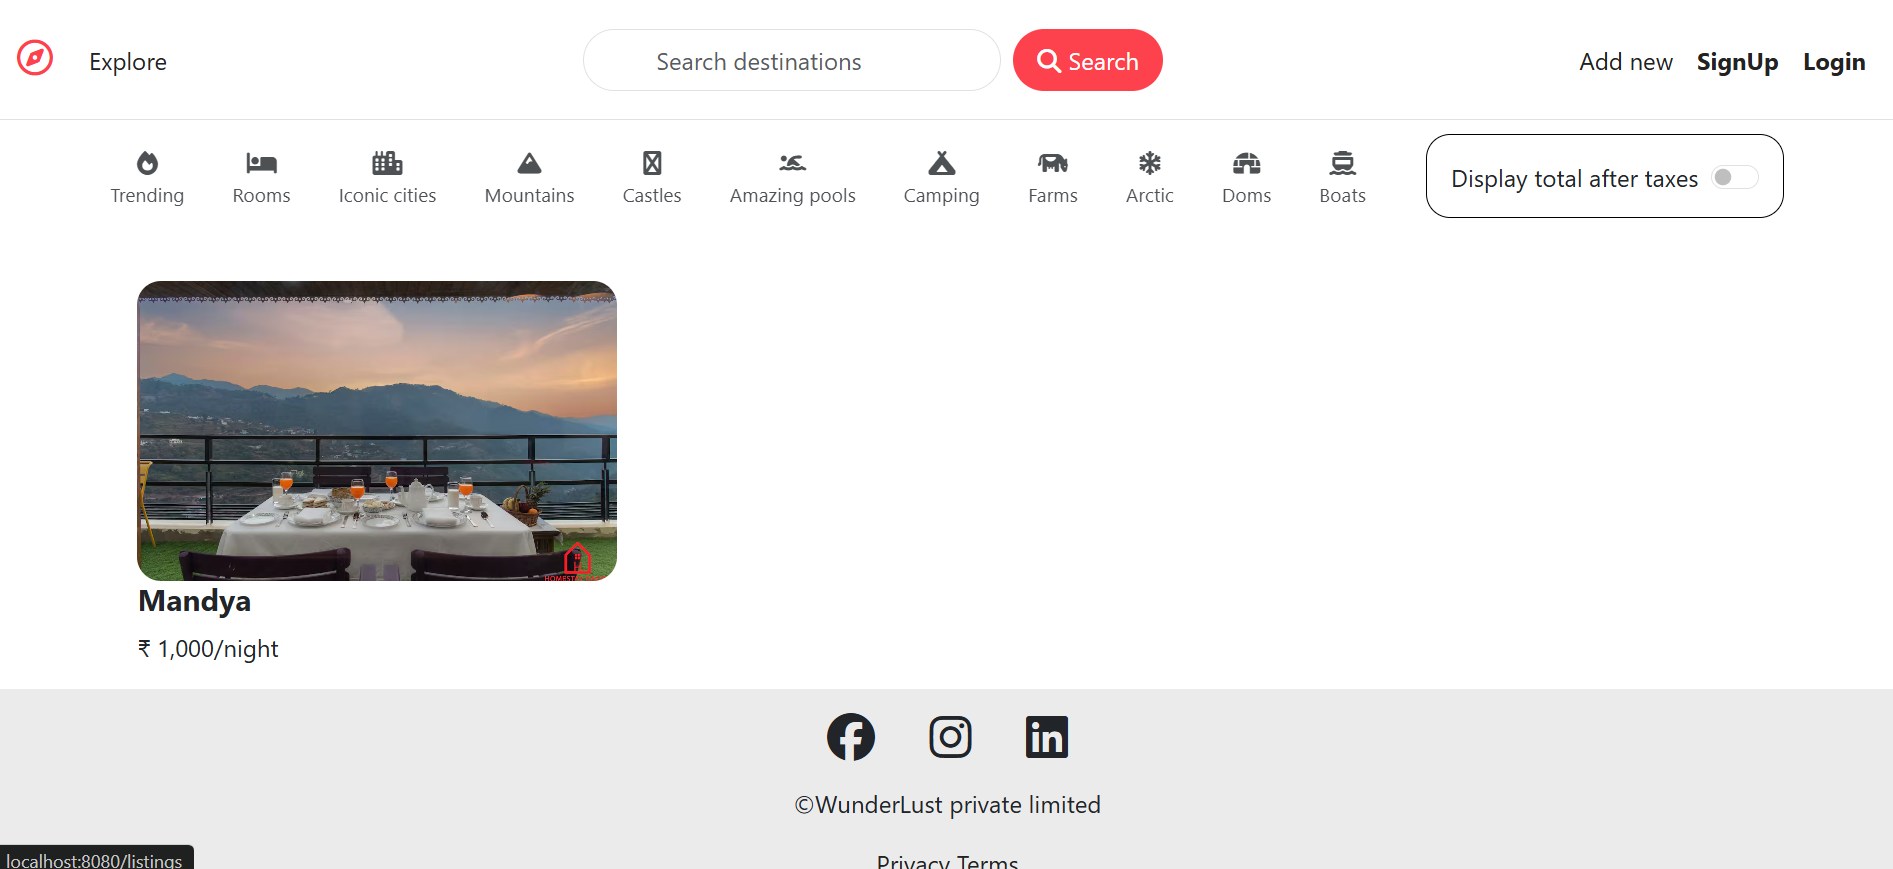 Explore
Search destinations
Search
Add new SignUp Login
Trending Rooms Iconic cities Mountains Castles Amazing pools Camping Farms Arctic Doms Boats
Display total after taxes
Mandya
₹ 1,000/night
©WunderLust private limited
Privacy Terms
localhost:8080/listings